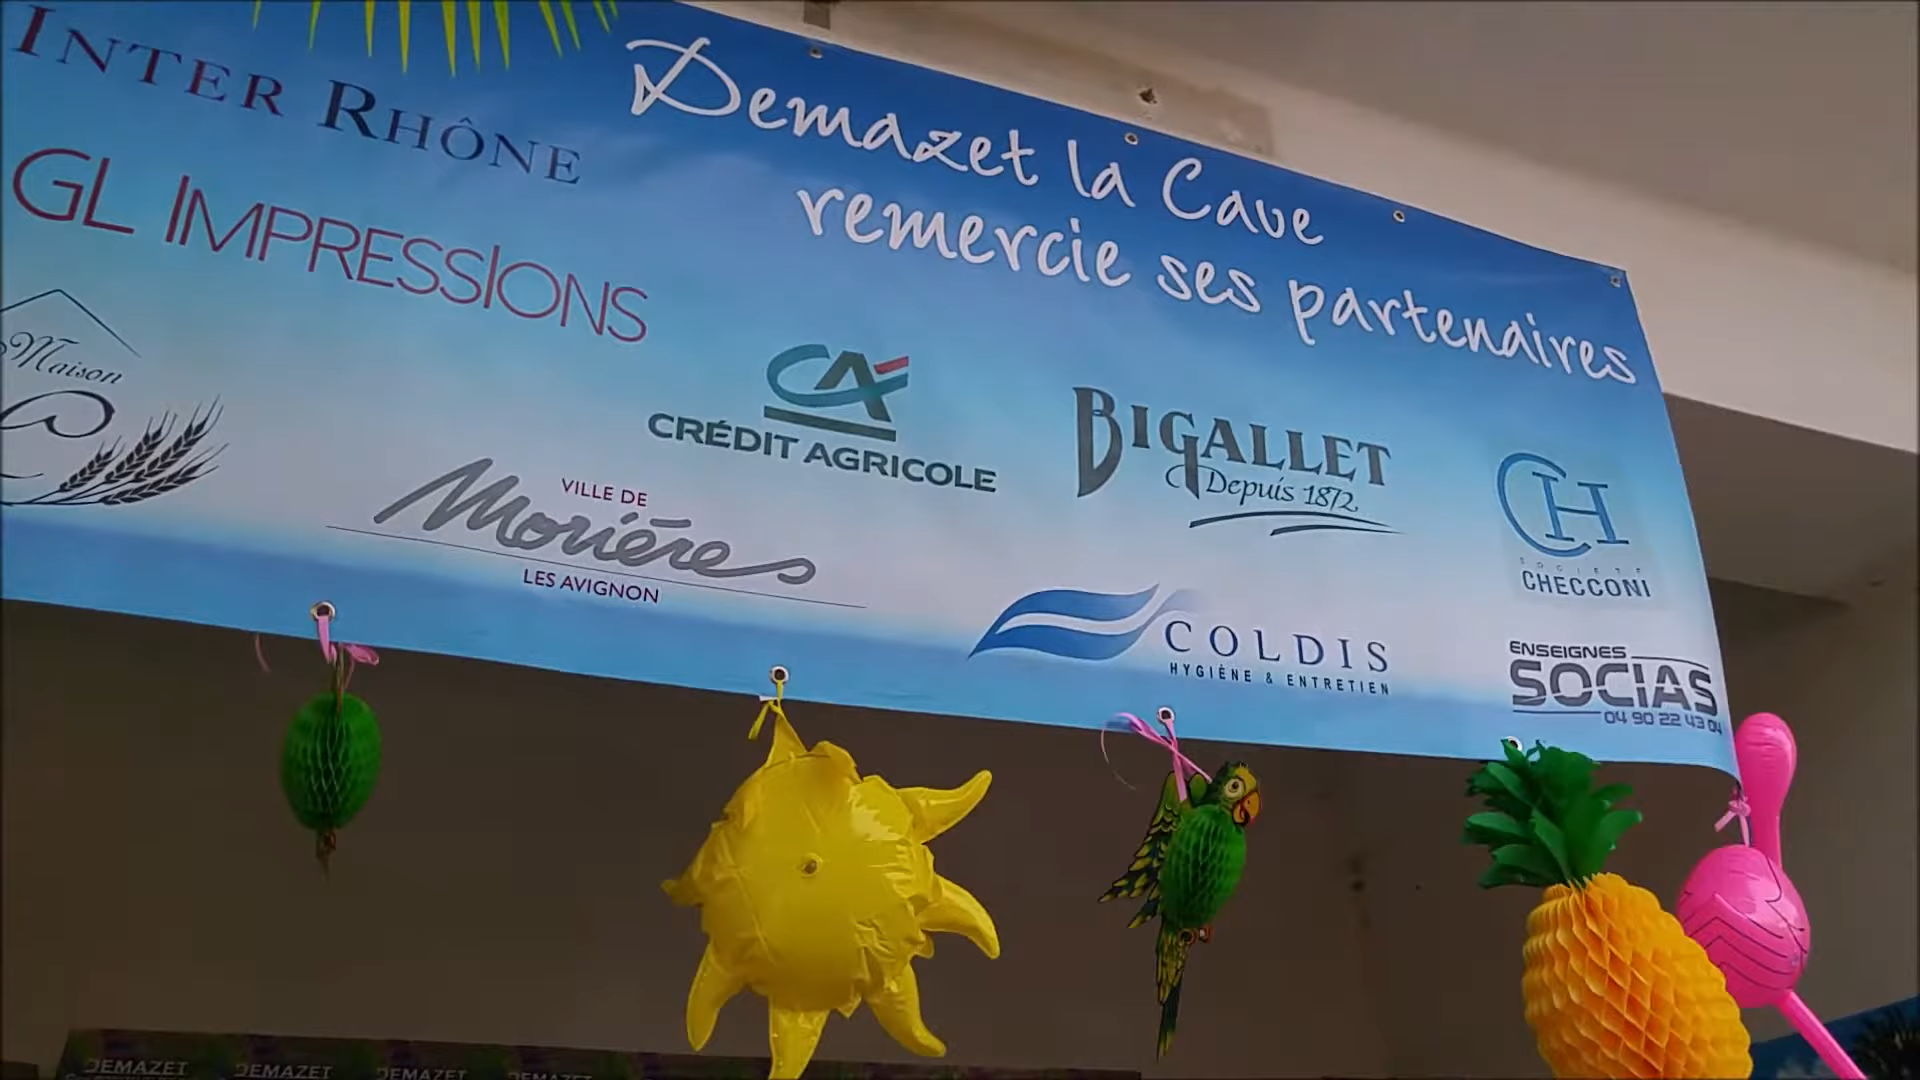 INTER RHÔNE
Demazet la Cave
remercie ses partenaires
GL IMPRESSIONS
Maison
CA
CRÉDIT AGRICOLE
BIGALLET
Depuis 1872
CH
SOCIETE
CHECCONI
VILLE DE
Morières
LES AVIGNON
COLDIS
HYGIÈNE & ENTRETIEN
ENSEIGNES
SOCIAS
04 90 22 43 04
DEMAZET DEMAZET DEMAZET DEMAZET